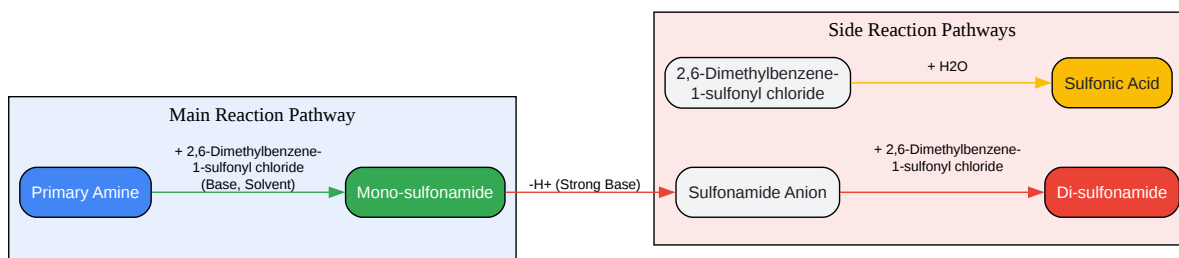 Main Reaction Pathway
Primary Amine
+ 2,6-Dimethylbenzene-
1-sulfonyl chloride
(Base, Solvent)
Mono-sulfonamide
-H+ (Strong Base)
Side Reaction Pathways
2,6-Dimethylbenzene-
1-sulfonyl chloride
+ H2O
Sulfonic Acid
Sulfonamide Anion
+ 2,6-Dimethylbenzene-
1-sulfonyl chloride
Di-sulfonamide